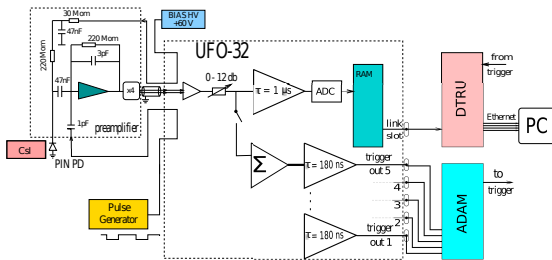 30 Mom
BIAS HV
+60V
47nF
220Mom
220 Mom
3pF
47nF
x4
1pF
preamplifier
CsI
PIN PD
Pulse
Generator
UFO-32
0 - 12 db
τ = 1 μs
ADC
RAM
link
slot
Σ
τ = 180 ns
trigger
out 5
4
3
2
τ = 180 ns
trigger
out 1
from
trigger
DTRU
Ethernet
PC
ADAM
to
trigger